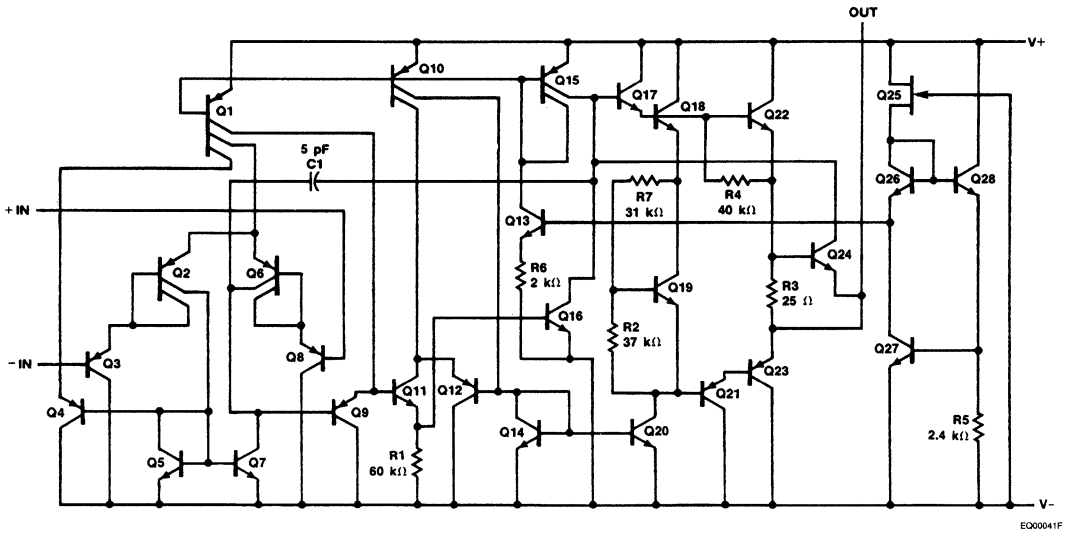 OUT
V+
Q10
Q15
Q1
Q17
Q18
Q22
Q25
5 pF
C1
R7
31 kΩ
R4
40 kΩ
Q26
Q28
+ IN
Q13
Q24
R6
2 kΩ
Q2
Q6
Q19
R3
25 Ω
Q16
R2
37 kΩ
Q27
− IN
Q3
Q8
Q11
Q12
Q21
Q23
Q4
Q9
Q14
Q20
R5
2.4 kΩ
Q5
Q7
R1
60 kΩ
V−
EQ00041F